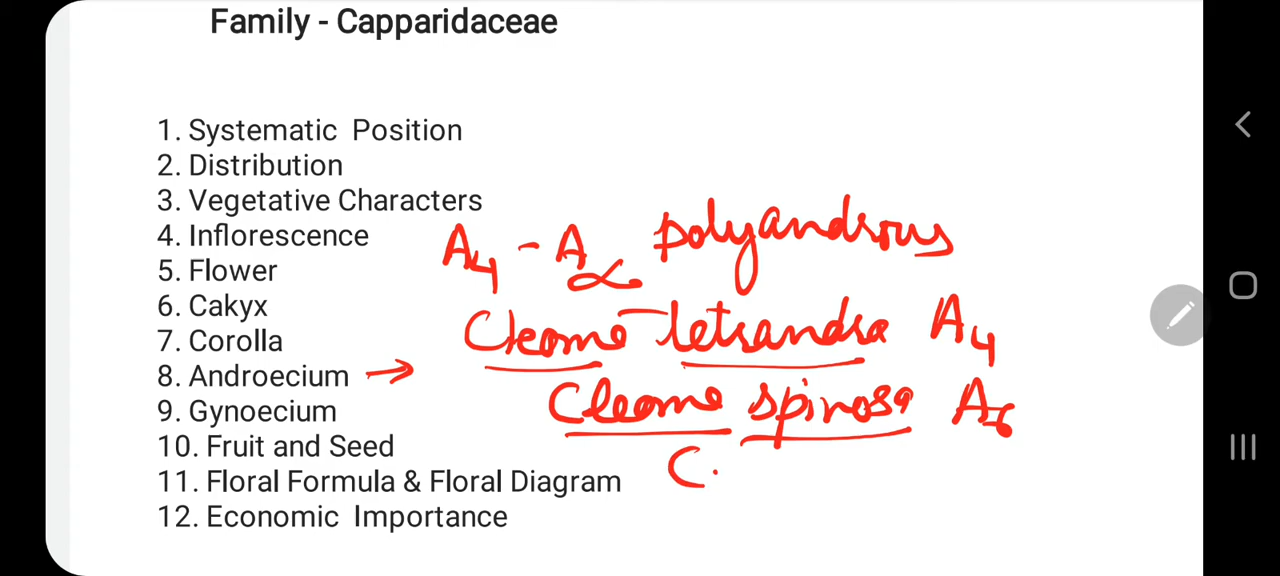 Family - Capparidaceae
1. Systematic Position
2. Distribution
3. Vegetative Characters
4. Inflorescence
5. Flower
6. Cakyx
7. Corolla
8. Androecium →
9. Gynoecium
10. Fruit and Seed
11. Floral Formula & Floral Diagram
12. Economic Importance
A4 - A∝ polyandrous
Cleome tetrandra A4
Cleome spinosa A6
C.